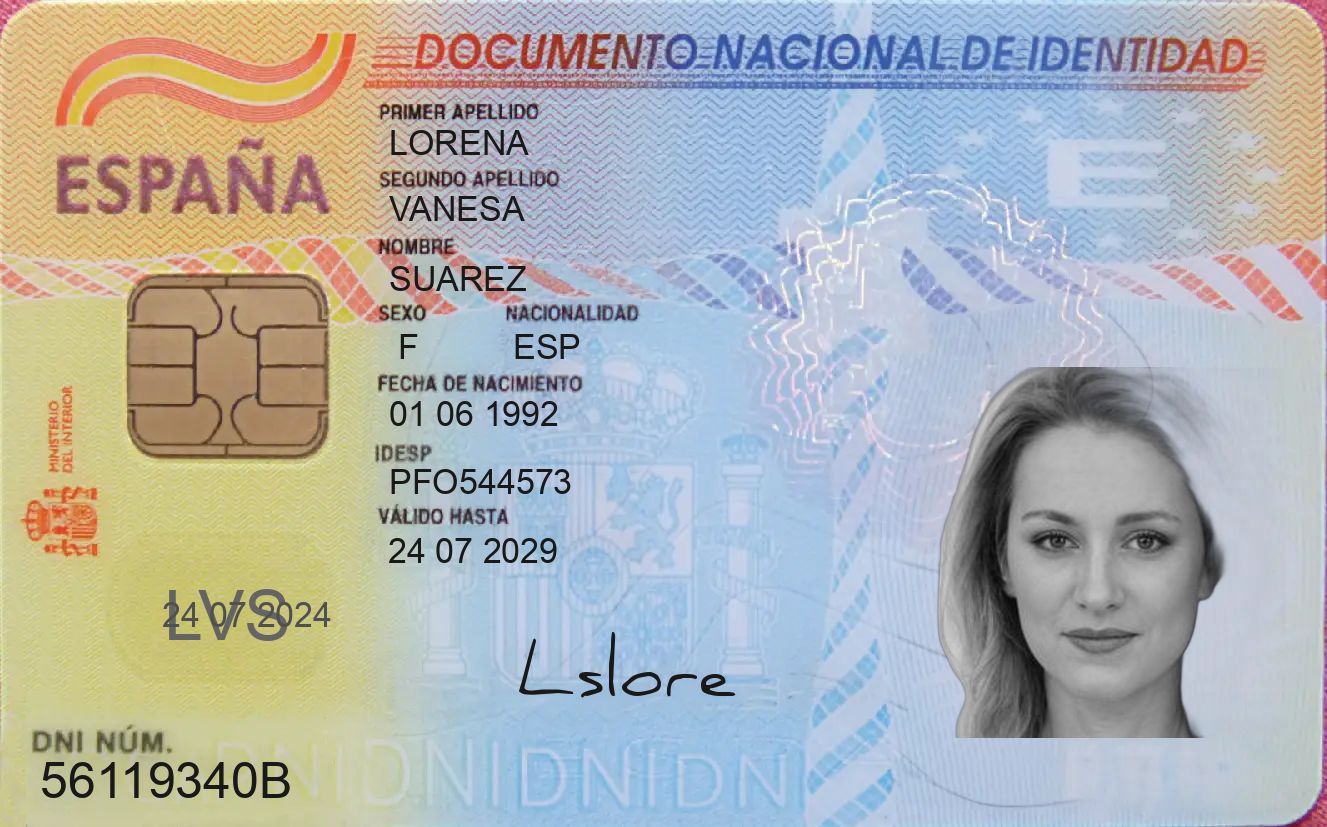 DOCUMENTO NACIONAL DE IDENTIDAD
ESPAÑA
PRIMER APELLIDO
LORENA
SEGUNDO APELLIDO
VANESA
NOMBRE
SUAREZ
SEXO NACIONALIDAD
F ESP
FECHA DE NACIMIENTO
01 06 1992
IDESP
PFO544573
VÁLIDO HASTA
24 07 2029
MINISTERIO
DEL INTERIOR
E
24 07 2024
LVS
Lslore
DNI NÚM.
56119340B
DNIDNIDNIDNI